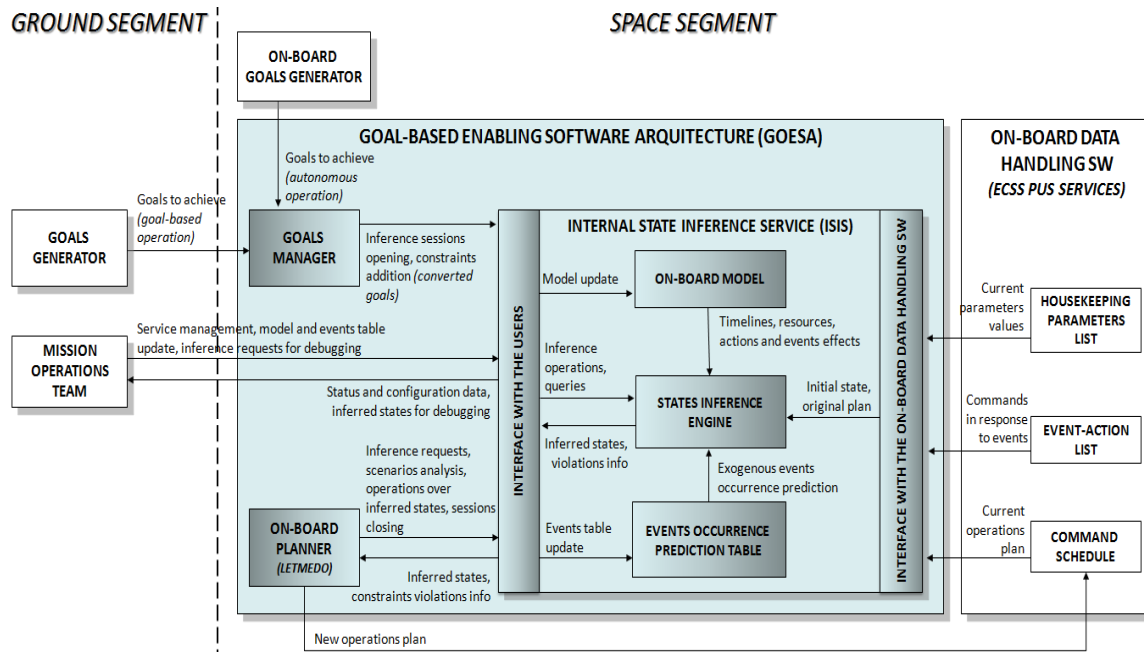 GROUND SEGMENT
SPACE SEGMENT
ON-BOARD
GOALS GENERATOR
GOAL-BASED ENABLING SOFTWARE ARQUITECTURE (GOESA)
ON-BOARD DATA
HANDLING SW
(ECSS PUS SERVICES)
Goals to achieve
(autonomous
operation)
Goals to achieve
(goal-based
operation)
GOALS
GENERATOR
GOALS
MANAGER
Inference sessions
opening, constraints
addition (converted
goals)
INTERFACE WITH THE USERS
INTERNAL STATE INFERENCE SERVICE (ISIS)
INTERFACE WITH THE ON-BOARD DATA HANDLING SW
Model update
ON-BOARD MODEL
Timelines, resources,
actions and events effects
Current
parameters
values
HOUSEKEEPING
PARAMETERS
LIST
Service management, model and events table
update, inference requests for debugging
MISSION
OPERATIONS
TEAM
Status and configuration data,
inferred states for debugging
Inference
operations,
queries
STATES INFERENCE
ENGINE
Initial state,
original plan
Inferred states,
violations info
Commands
in response
to events
EVENT-ACTION
LIST
Exogenous events
occurrence prediction
Inference requests,
scenarios analysis,
operations over
inferred states, sessions
closing
ON-BOARD
PLANNER
(LETMEDO)
Events table
update
EVENTS OCCURRENCE
PREDICTION TABLE
Current
operations
plan
COMMAND
SCHEDULE
Inferred states,
constraints violations info
New operations plan